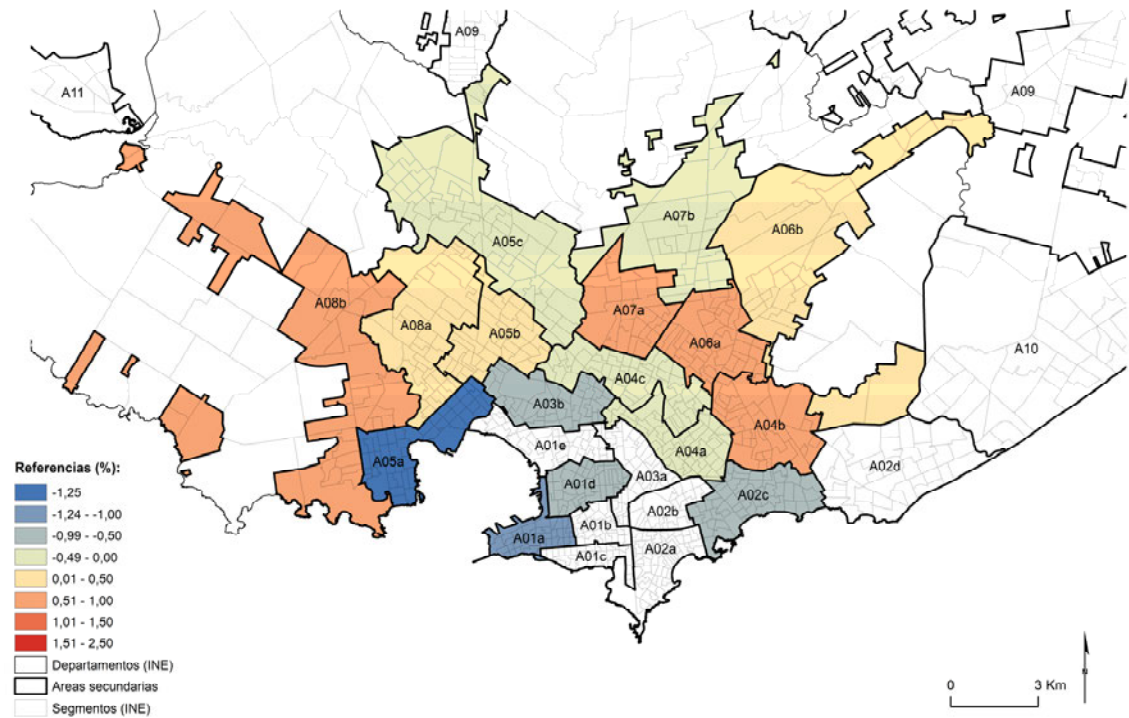 A09
A11
A09
A05c
A07b
A06b
A08b
A08a
A05b
A07a
A06a
A10
A04c
A03b
A04b
A01e
A04a
A05a
A03a
A02d
A01d
A02c
A02b
A01b
A01a
A02a
A01c
Referencias (%):
-1,25
-1,24 - -1,00
-0,99 - -0,50
-0,49 - 0,00
0,01 - 0,50
0,51 - 1,00
1,01 - 1,50
1,51 - 2,50
Departamentos (INE)
Areas secundarias
Segmentos (INE)
0 3 Km